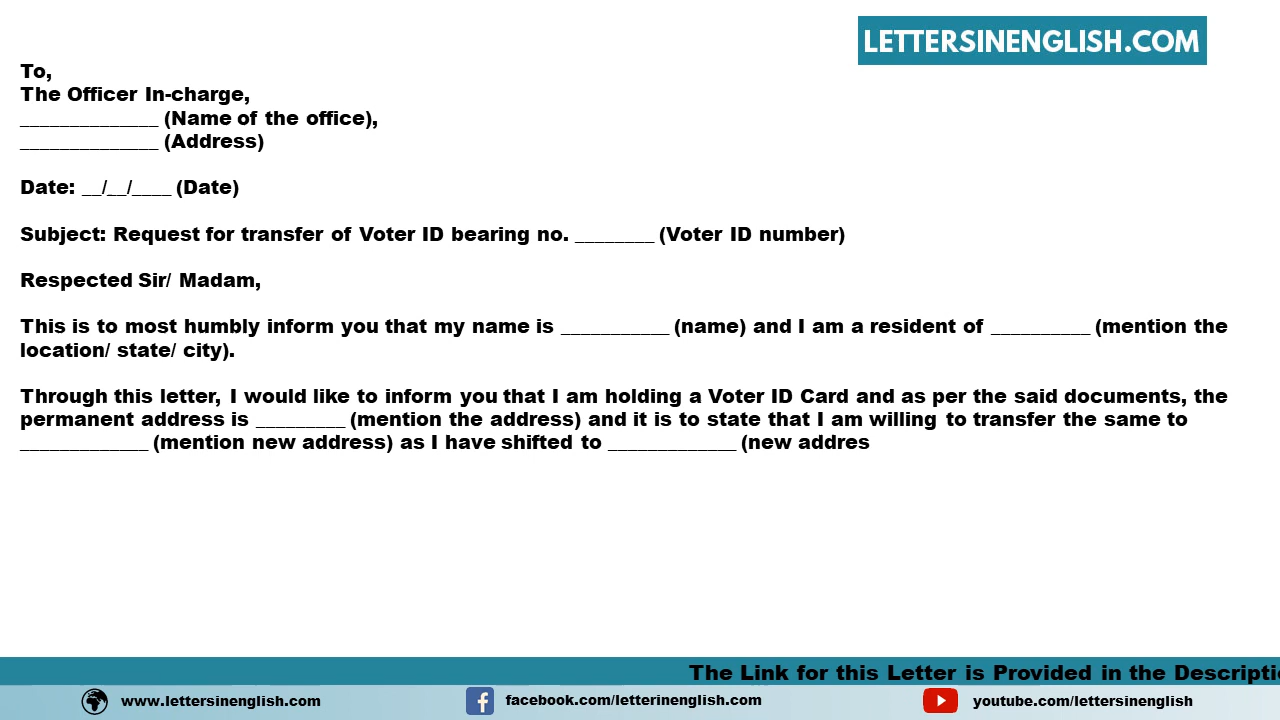 LETTERSINENGLISH.COM
To,
The Officer In-charge,
______________ (Name of the office),
______________ (Address)
Date: __/__/____ (Date)
Subject: Request for transfer of Voter ID bearing no. ________ (Voter ID number)
Respected Sir/ Madam,
This is to most humbly inform you that my name is ___________ (name) and I am a resident of __________ (mention the
location/ state/ city).
Through this letter, I would like to inform you that I am holding a Voter ID Card and as per the said documents, the
permanent address is _________ (mention the address) and it is to state that I am willing to transfer the same to
_____________ (mention new address) as I have shifted to _____________ (new addres
The Link for this Letter is Provided in the Descriptio
www.lettersinenglish.com
facebook.com/letterinenglish.com
youtube.com/lettersinenglish